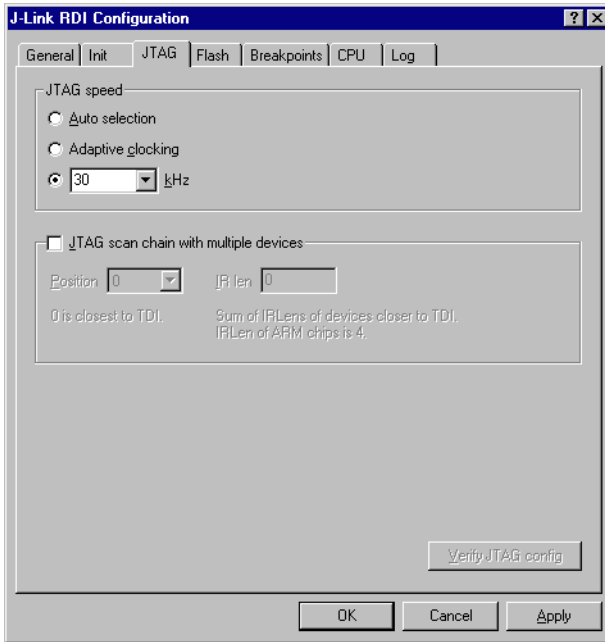 J-Link RDI Configuration
General Init JTAG Flash Breakpoints CPU Log
JTAG speed
Auto selection
Adaptive clocking
30 kHz
JTAG scan chain with multiple devices
Position 0 IR len 0
0 is closest to TDI. Sum of IRLens of devices closer to TDI.
IRLen of ARM chips is 4.
Verify JTAG config
OK Cancel Apply